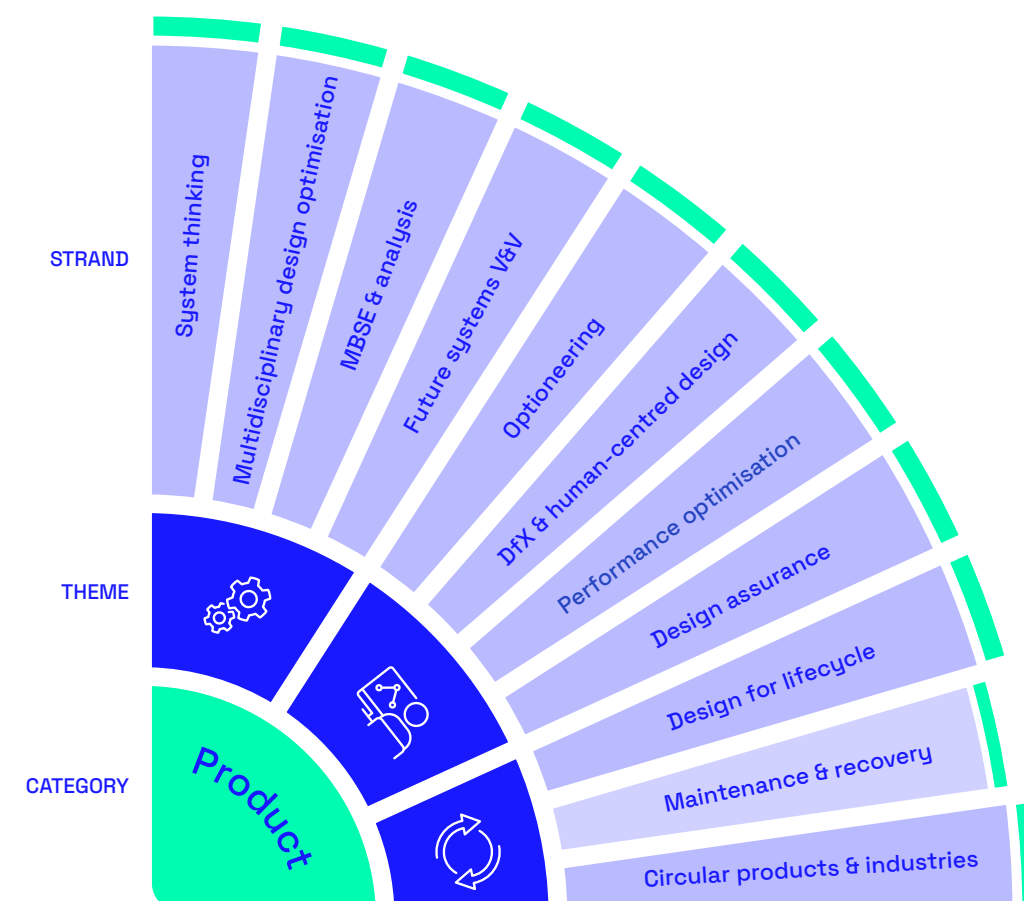 STRAND
System thinking
Multidisciplinary design optimisation
MBSE & analysis
Future systems V&V
Optioneering
DfX & human-centred design
Performance optimisation
Design assurance
Design for lifecycle
Maintenance & recovery
Circular products & industries
THEME
CATEGORY
Product